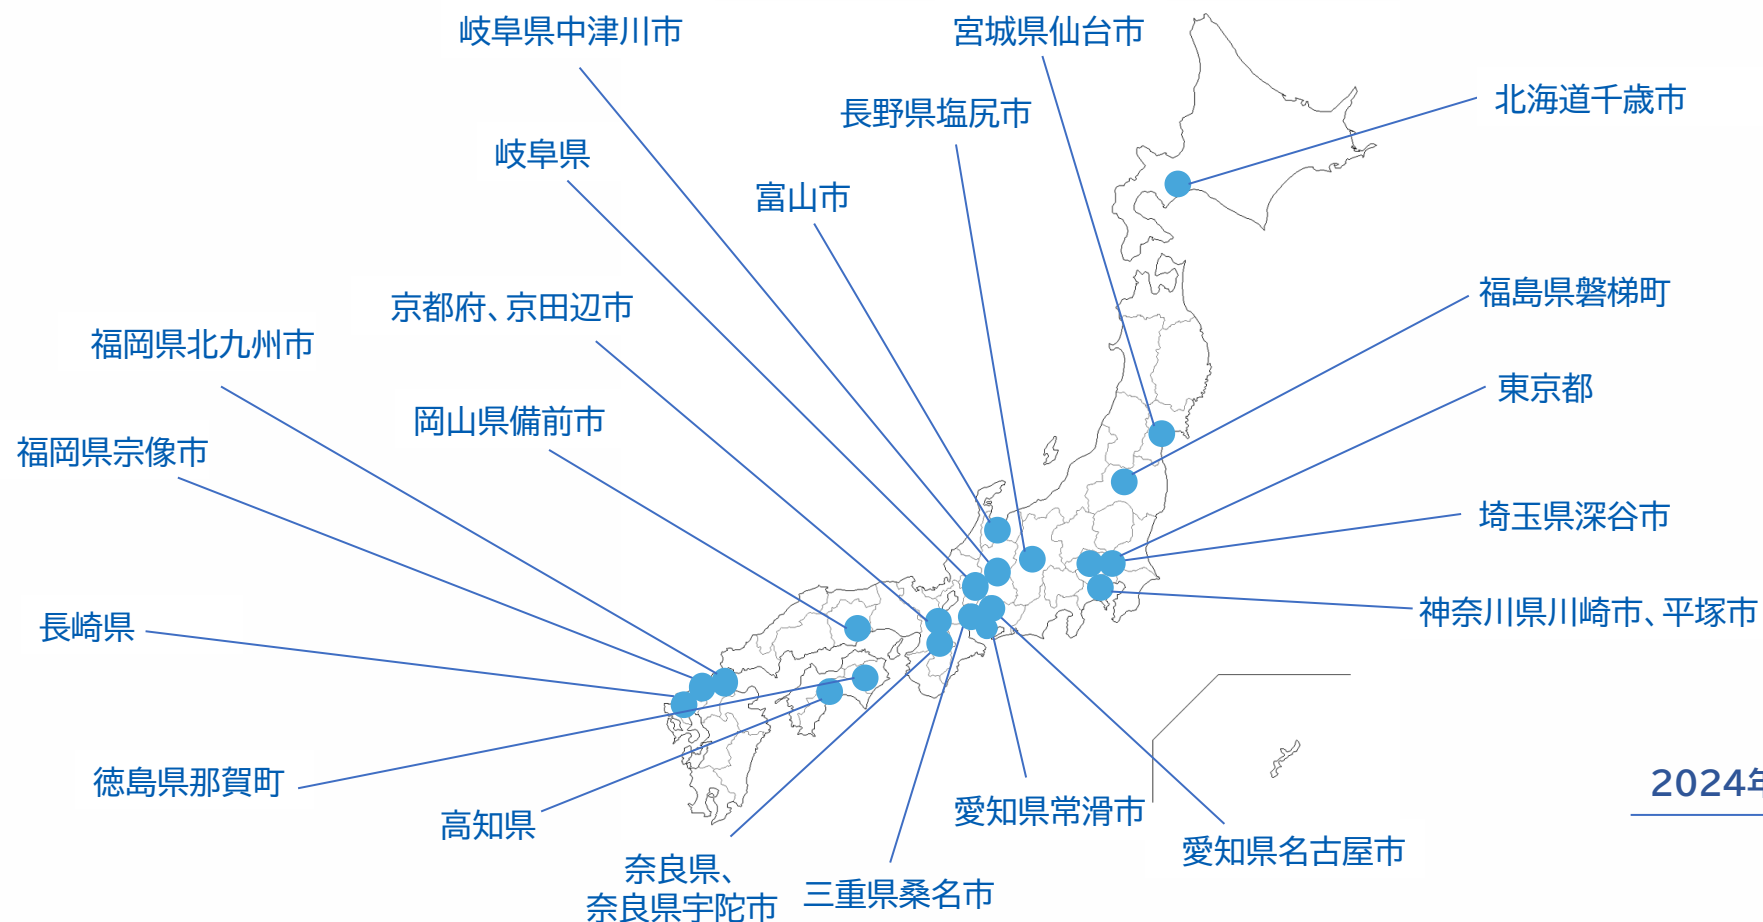 岐阜県中津川市
宮城県仙台市
北海道千歳市
長野県塩尻市
岐阜県
富山市
福島県磐梯町
京都府、京田辺市
福岡県北九州市
東京都
岡山県備前市
福岡県宗像市
埼玉県深谷市
神奈川県川崎市、平塚市
長崎県
徳島県那賀町
2024年
高知県
愛知県常滑市
愛知県名古屋市
奈良県、
奈良県宇陀市
三重県桑名市